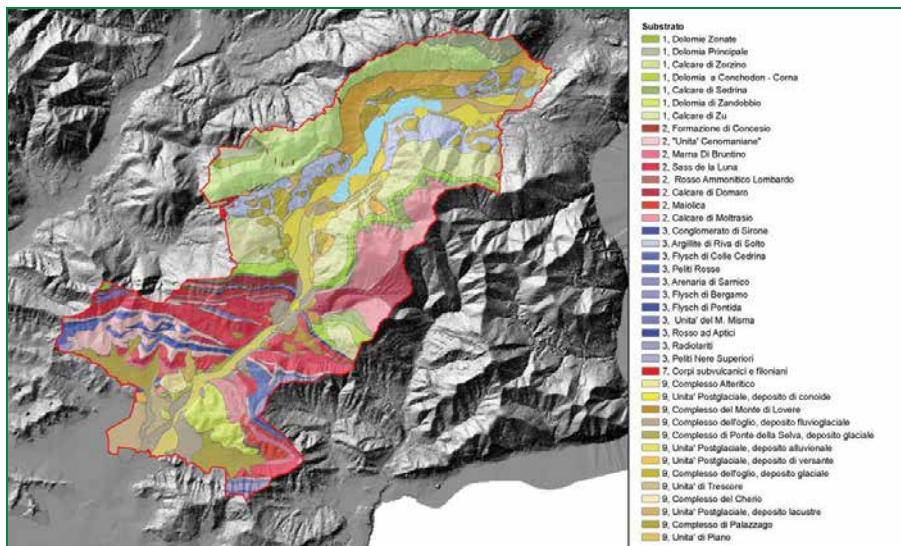 Substrato
1, Dolomie Zonate
1, Dolomia Principale
1, Calcare di Zorzino
1, Dolomia a Conchodon - Corna
1, Calcare di Sedrina
1, Dolomia di Zandobbio
1, Calcare di Zu
2, Formazione di Concesio
2, "Unita' Cenomaniane"
2, Marna Di Bruntino
2, Sass de la Luna
2, Rosso Ammonitico Lombardo
2, Calcare di Domaro
2, Maiolica
2, Calcare di Moltrasio
3, Conglomerato di Sirone
3, Argillite di Riva di Solto
3, Flysch di Colle Cedrina
3, Peliti Rosse
3, Arenaria di Sarnico
3, Flysch di Bergamo
3, Flysch di Pontida
3, Unita' del M. Misma
3, Rosso ad Aptici
3, Radiolariti
3, Peliti Nere Superiori
7, Corpi subvulcanici e filoniani
9, Complesso Alteritico
9, Unita' Postglaciale, deposito di conoide
9, Complesso del Monte di Lovere
9, Complesso dell'oglio, deposito fluvioglaciale
9, Complesso di Ponte della Selva, deposito glaciale
9, Unita' Postglaciale, deposito alluvionale
9, Unita' Postglaciale, deposito di versante
9, Complesso dell'oglio, deposito glaciale
9, Unita' di Trescore
9, Complesso del Cherio
9, Unita' Postglaciale, deposito lacustre
9, Complesso di Palazzago
9, Unita' di Piano